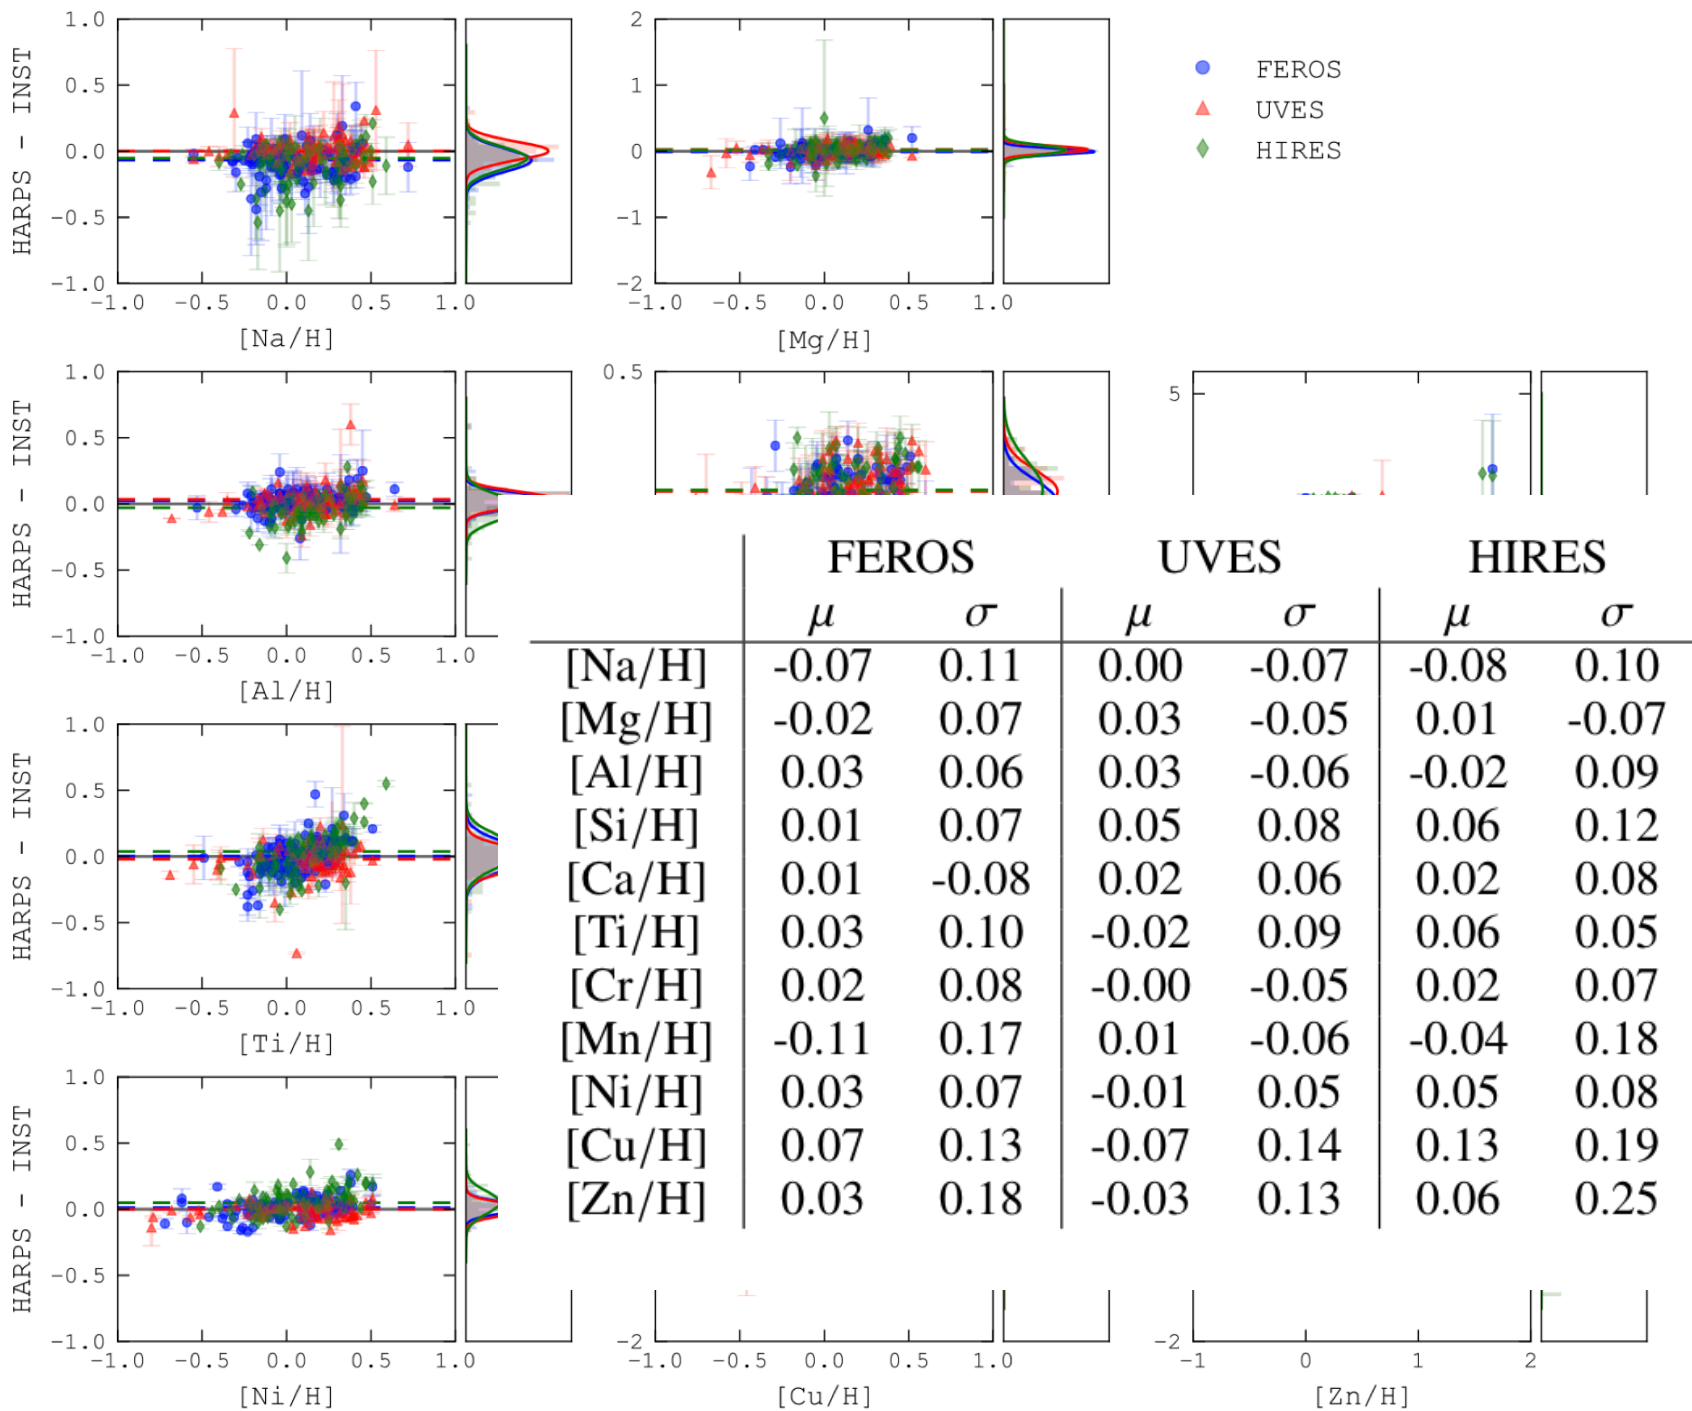 1.0
0.5
0.0
−0.5
−1.0
HARPS − INST
−1.0 −0.5 0.0 0.5 1.0
[Na/H]
2
1
0
−1
−2
−1.0 −0.5 0.0 0.5 1.0
[Mg/H]
FEROS
UVES
HIRES
1.0
0.5
0.0
−0.5
−1.0
HARPS − INST
−1.0 −0.5 0.0 0.5 1.0
[Al/H]
0.5
5
1.0
0.5
0.0
−0.5
−1.0
HARPS − INST
−1.0 −0.5 0.0 0.5 1.0
[Ti/H]
FEROS UVES HIRES
μ σ μ σ μ σ
[Na/H] -0.07 0.11 0.00 -0.07 -0.08 0.10
[Mg/H] -0.02 0.07 0.03 -0.05 0.01 -0.07
[Al/H] 0.03 0.06 0.03 -0.06 -0.02 0.09
[Si/H] 0.01 0.07 0.05 0.08 0.06 0.12
[Ca/H] 0.01 -0.08 0.02 0.06 0.02 0.08
[Ti/H] 0.03 0.10 -0.02 0.09 0.06 0.05
[Cr/H] 0.02 0.08 -0.00 -0.05 0.02 0.07
[Mn/H] -0.11 0.17 0.01 -0.06 -0.04 0.18
[Ni/H] 0.03 0.07 -0.01 0.05 0.05 0.08
[Cu/H] 0.07 0.13 -0.07 0.14 0.13 0.19
[Zn/H] 0.03 0.18 -0.03 0.13 0.06 0.25
1.0
0.5
0.0
−0.5
−1.0
HARPS − INST
−1.0 −0.5 0.0 0.5 1.0
[Ni/H]
−2
−1.0 −0.5 0.0 0.5 1.0
[Cu/H]
−2
−1 0 1 2
[Zn/H]